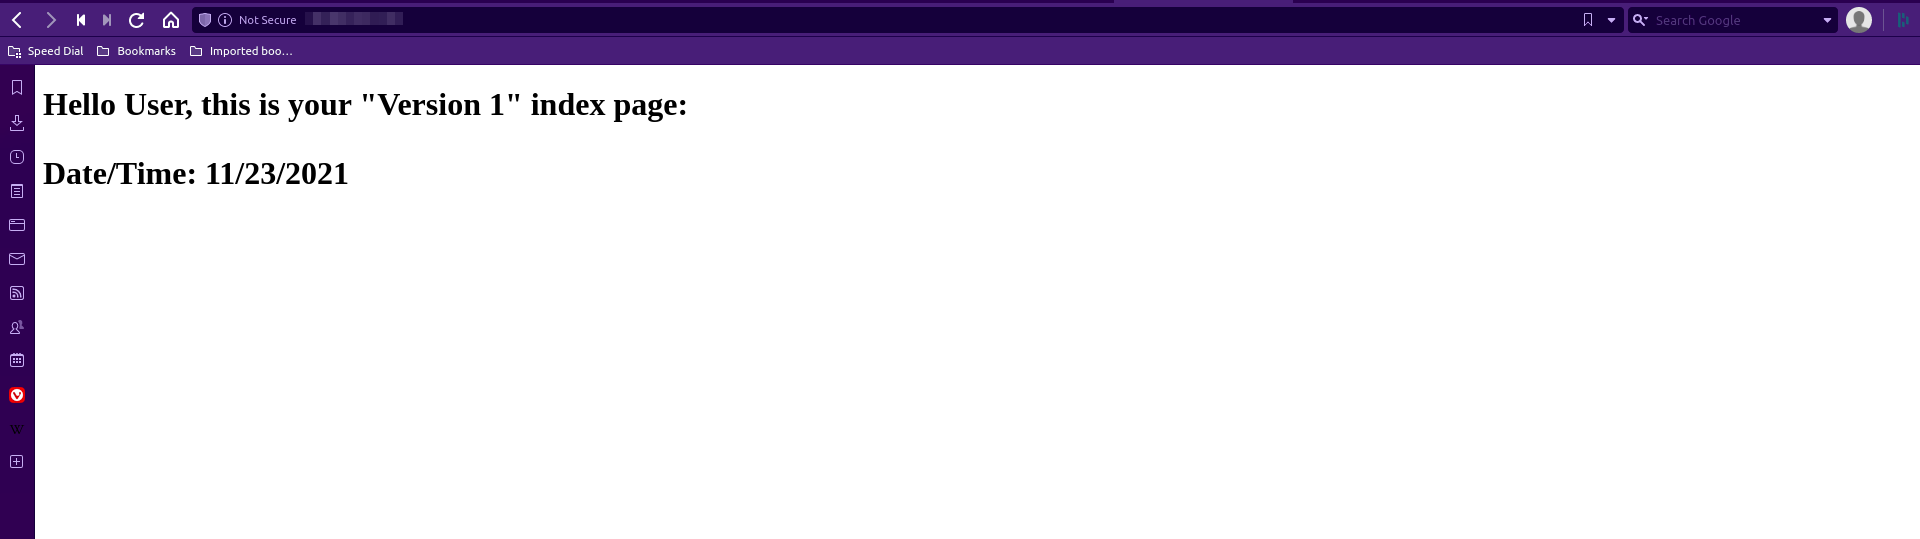 Not Secure
Search Google
Speed Dial
Bookmarks
Imported boo...
Hello User, this is your "Version 1" index page:
Date/Time: 11/23/2021
W